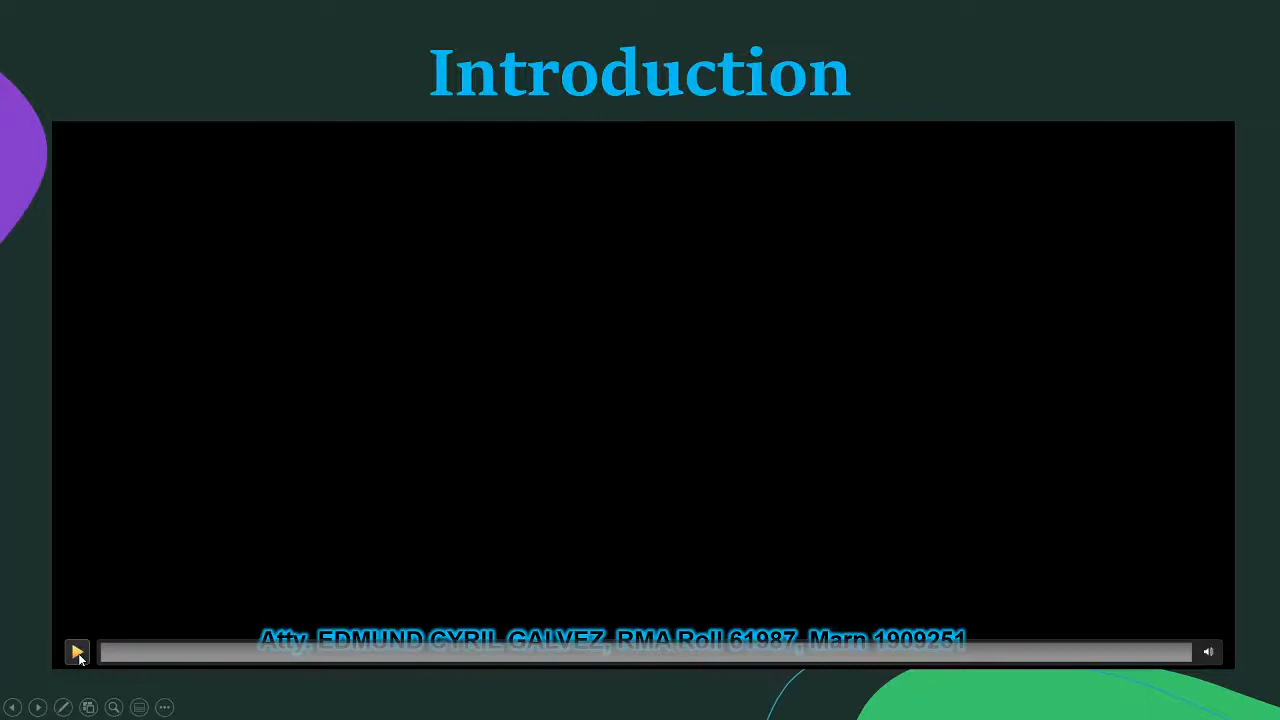 Introduction
Atty. EDMUND CYRIL GALVEZ, RMA Roll 61987, Marn 1909251